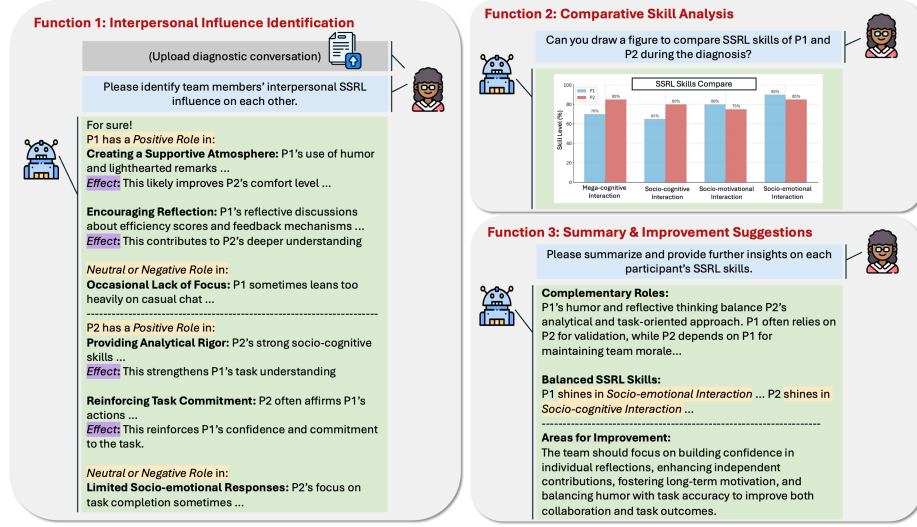 Function 1: Interpersonal Influence Identification
(Upload diagnostic conversation)
Please identify team members' interpersonal SSRL
influence on each other.
For sure!
P1 has a Positive Role in:
Creating a Supportive Atmosphere: P1's use of humor
and lighthearted remarks ...
Effect: This likely improves P2's comfort level ...
Encouraging Reflection: P1's reflective discussions
about efficiency scores and feedback mechanisms ...
Effect: This contributes to P2's deeper understanding
Neutral or Negative Role in:
Occasional Lack of Focus: P1 sometimes leans too
heavily on casual chat ...
P2 has a Positive Role in:
Providing Analytical Rigor: P2's strong socio-cognitive
skills ...
Effect: This strengthens P1's task understanding
Reinforcing Task Commitment: P2 often affirms P1's
actions ...
Effect: This reinforces P1's confidence and commitment
to the task.
Neutral or Negative Role in:
Limited Socio-emotional Responses: P2's focus on
task completion sometimes ...
Function 2: Comparative Skill Analysis
Can you draw a figure to compare SSRL skills of P1 and
P2 during the diagnosis?
SSRL Skills Compare
P1
P2
Skill Level (%)
100
80
60
40
20
0
70%
85%
65%
80%
80%
75%
90%
85%
Mega-cognitive
Interaction
Socio-cognitive
Interaction
Socio-motivational
Interaction
Socio-emotional
Interaction
Function 3: Summary & Improvement Suggestions
Please summarize and provide further insights on each
participant's SSRL skills.
Complementary Roles:
P1's humor and reflective thinking balance P2's
analytical and task-oriented approach. P1 often relies on
P2 for validation, while P2 depends on P1 for
maintaining team morale...
Balanced SSRL Skills:
P1 shines in Socio-emotional Interaction ... P2 shines in
Socio-cognitive Interaction ...
Areas for Improvement:
The team should focus on building confidence in
individual reflections, enhancing independent
contributions, fostering long-term motivation, and
balancing humor with task accuracy to improve both
collaboration and task outcomes.